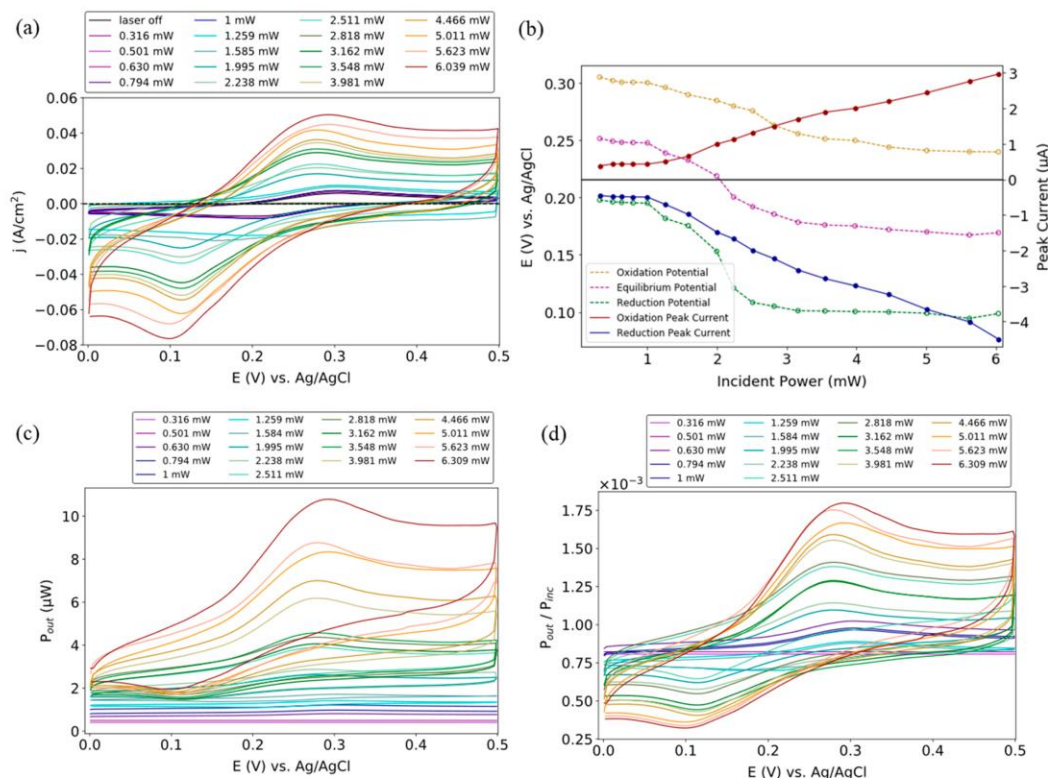 (a)
laser off 1 mW 2.511 mW 4.466 mW
0.316 mW 1.259 mW 2.818 mW 5.011 mW
0.501 mW 1.585 mW 3.162 mW 5.623 mW
0.630 mW 1.995 mW 3.548 mW 6.039 mW
0.794 mW 2.238 mW 3.981 mW
0.06
0.04
0.02
0.00
−0.02
−0.04
−0.06
−0.08
j (A/cm²)
0.0 0.1 0.2 0.3 0.4 0.5
E (V) vs. Ag/AgCl
(b)
0.30
0.25
0.20
0.15
0.10
E (V) vs. Ag/AgCl
3
2
1
0
−1
−2
−3
−4
Peak Current (μA)
Oxidation Potential
Equilibrium Potential
Reduction Potential
Oxidation Peak Current
Reduction Peak Current
1 2 3 4 5 6
Incident Power (mW)
(c)
0.316 mW 1.259 mW 2.818 mW 4.466 mW
0.501 mW 1.584 mW 3.162 mW 5.011 mW
0.630 mW 1.995 mW 3.548 mW 5.623 mW
0.794 mW 2.238 mW 3.981 mW 6.309 mW
1 mW 2.511 mW
10
8
6
4
2
0
P_out (μW)
0.0 0.1 0.2 0.3 0.4 0.5
E (V) vs. Ag/AgCl
(d)
0.316 mW 1.259 mW 2.818 mW 4.466 mW
0.501 mW 1.584 mW 3.162 mW 5.011 mW
0.630 mW 1.995 mW 3.548 mW 5.623 mW
0.794 mW 2.238 mW 3.981 mW 6.309 mW
1 mW 2.511 mW
×10⁻³
1.75
1.50
1.25
1.00
0.75
0.50
0.25
P_out / P_inc
0.0 0.1 0.2 0.3 0.4 0.5
E (V) vs. Ag/AgCl